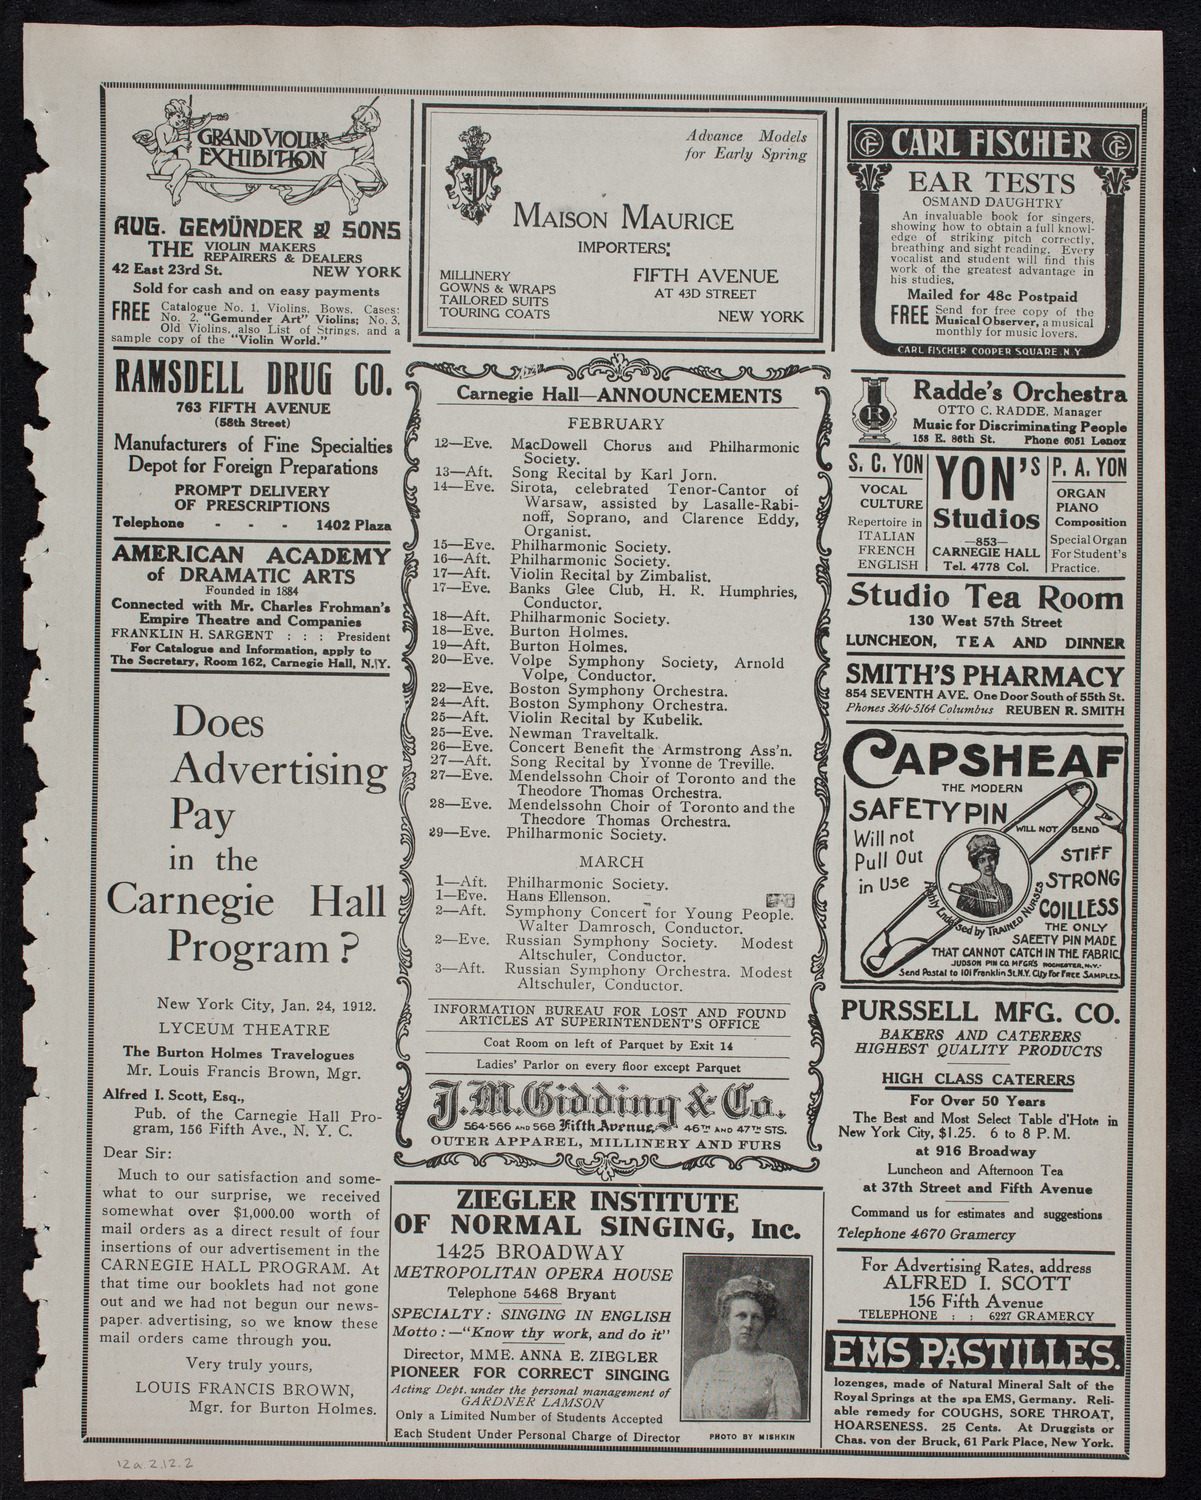 GRAND VIOLIN
EXHIBITION
AUG. GEMÜNDER & SONS
THE VIOLIN MAKERS
REPAIRERS & DEALERS
42 East 23rd St. NEW YORK
Sold for cash and on easy payments
FREE Catalogue No. 1, Violins, Bows, Cases;
No. 2, "Gemunder Art" Violins; No. 3,
Old Violins, also List of Strings, and a
sample copy of the "Violin World."
RAMSDELL DRUG CO.
763 FIFTH AVENUE
(58th Street)
Manufacturers of Fine Specialties
Depot for Foreign Preparations
PROMPT DELIVERY
OF PRESCRIPTIONS
Telephone - - - 1402 Plaza
AMERICAN ACADEMY
of DRAMATIC ARTS
Founded in 1884
Connected with Mr. Charles Frohman's
Empire Theatre and Companies
FRANKLIN H. SARGENT : : : President
For Catalogue and Information, apply to
The Secretary, Room 162, Carnegie Hall, N.Y.
Does
Advertising
Pay
in the
Carnegie Hall
Program?
New York City, Jan. 24, 1912.
LYCEUM THEATRE
The Burton Holmes Travelogues
Mr. Louis Francis Brown, Mgr.
Alfred I. Scott, Esq.,
Pub. of the Carnegie Hall Pro-
gram, 156 Fifth Ave., N. Y. C.
Dear Sir:
Much to our satisfaction and some-
what to our surprise, we received
somewhat over $1,000.00 worth of
mail orders as a direct result of four
insertions of our advertisement in the
CARNEGIE HALL PROGRAM. At
that time our booklets had not gone
out and we had not begun our news-
paper advertising, so we know these
mail orders came through you.
Very truly yours,
LOUIS FRANCIS BROWN,
Mgr. for Burton Holmes.
12a 2.12.2
Advance Models
for Early Spring
MAISON MAURICE
IMPORTERS
MILLINERY
GOWNS & WRAPS
TAILORED SUITS
TOURING COATS
FIFTH AVENUE
AT 43D STREET
NEW YORK
Carnegie Hall—ANNOUNCEMENTS
FEBRUARY
12—Eve. MacDowell Chorus and Philharmonic
Society.
13—Aft. Song Recital by Karl Jorn.
14—Eve. Sirota, celebrated Tenor-Cantor of
Warsaw, assisted by Lasalle-Rabi-
noff, Soprano, and Clarence Eddy,
Organist.
15—Eve. Philharmonic Society.
16—Aft. Philharmonic Society.
17—Aft. Violin Recital by Zimbalist.
17—Eve. Banks Glee Club, H. R. Humphries,
Conductor.
18—Aft. Philharmonic Society.
18—Eve. Burton Holmes.
19—Aft. Burton Holmes.
20—Eve. Volpe Symphony Society, Arnold
Volpe, Conductor.
22—Eve. Boston Symphony Orchestra.
24—Aft. Boston Symphony Orchestra.
25—Aft. Violin Recital by Kubelik.
25—Eve. Newman Traveltalk.
26—Eve. Concert Benefit the Armstrong Ass'n.
27—Aft. Song Recital by Yvonne de Treville.
27—Eve. Mendelssohn Choir of Toronto and the
Theodore Thomas Orchestra.
28—Eve. Mendelssohn Choir of Toronto and the
Theodore Thomas Orchestra.
29—Eve. Philharmonic Society.
MARCH
1—Aft. Philharmonic Society.
1—Eve. Hans Ellenson.
2—Aft. Symphony Concert for Young People.
Walter Damrosch, Conductor.
2—Eve. Russian Symphony Society. Modest
Altschuler, Conductor.
3—Aft. Russian Symphony Orchestra. Modest
Altschuler, Conductor.
INFORMATION BUREAU FOR LOST AND FOUND
ARTICLES AT SUPERINTENDENT'S OFFICE
Coat Room on left of Parquet by Exit 14
Ladies' Parlor on every floor except Parquet
J.M. Gidding & Co.
564-566 AND 568 Fifth Avenue, 46TH AND 47TH STS.
OUTER APPAREL, MILLINERY AND FURS
ZIEGLER INSTITUTE
OF NORMAL SINGING, Inc.
1425 BROADWAY
METROPOLITAN OPERA HOUSE
Telephone 5468 Bryant
SPECIALTY: SINGING IN ENGLISH
Motto:—"Know thy work, and do it"
Director, MME. ANNA E. ZIEGLER
PIONEER FOR CORRECT SINGING
Acting Dept. under the personal management of
GARDNER LAMSON
Only a Limited Number of Students Accepted
Each Student Under Personal Charge of Director
PHOTO BY MISHKIN
CARL FISCHER
EAR TESTS
OSMAND DAUGHTRY
An invaluable book for singers,
showing how to obtain a full knowl-
edge of striking pitch correctly,
breathing and sight reading. Every
vocalist and student will find this
work of the greatest advantage in
his studies.
Mailed for 48c Postpaid
FREE Send for free copy of the
Musical Observer, a musical
monthly for music lovers.
CARL FISCHER COOPER SQUARE. N.Y.
R
Radde's Orchestra
OTTO C. RADDE, Manager
Music for Discriminating People
158 E. 86th St. Phone 6051 Lenox
S. C. YON
VOCAL
CULTURE
Repertoire in
ITALIAN
FRENCH
ENGLISH
YON'S
Studios
—853—
CARNEGIE HALL
Tel. 4778 Col.
P. A. YON
ORGAN
PIANO
Composition
Special Organ
For Student's
Practice.
Studio Tea Room
130 West 57th Street
LUNCHEON, TEA AND DINNER
SMITH'S PHARMACY
854 SEVENTH AVE. One Door South of 55th St.
Phones 3646-5164 Columbus REUBEN R. SMITH
CAPSHEAF
THE MODERN
SAFETY PIN
WILL NOT BEND
Will not
Pull Out
in Use
STIFF
STRONG
COILLESS
Highly Endorsed by TRAINED NURSES
THE ONLY
SAFETY PIN MADE
THAT CANNOT CATCH IN THE FABRIC
JUDSON PIN CO. MFGR'S ROCHESTER, N.Y.
Send Postal to 101 Franklin St. N.Y. City for FREE SAMPLES.
PURSSELL MFG. CO.
BAKERS AND CATERERS
HIGHEST QUALITY PRODUCTS
HIGH CLASS CATERERS
For Over 50 Years
The Best and Most Select Table d'Hote in
New York City, $1.25. 6 to 8 P. M.
at 916 Broadway
Luncheon and Afternoon Tea
at 37th Street and Fifth Avenue
Command us for estimates and suggestions
Telephone 4670 Gramercy
For Advertising Rates, address
ALFRED I. SCOTT
156 Fifth Avenue
TELEPHONE : : 6227 GRAMERCY
EMS PASTILLES.
lozenges, made of Natural Mineral Salt of the
Royal Springs at the spa EMS, Germany. Reli-
able remedy for COUGHS, SORE THROAT,
HOARSENESS. 25 Cents. At Druggists or
Chas. von der Bruck, 61 Park Place, New York.